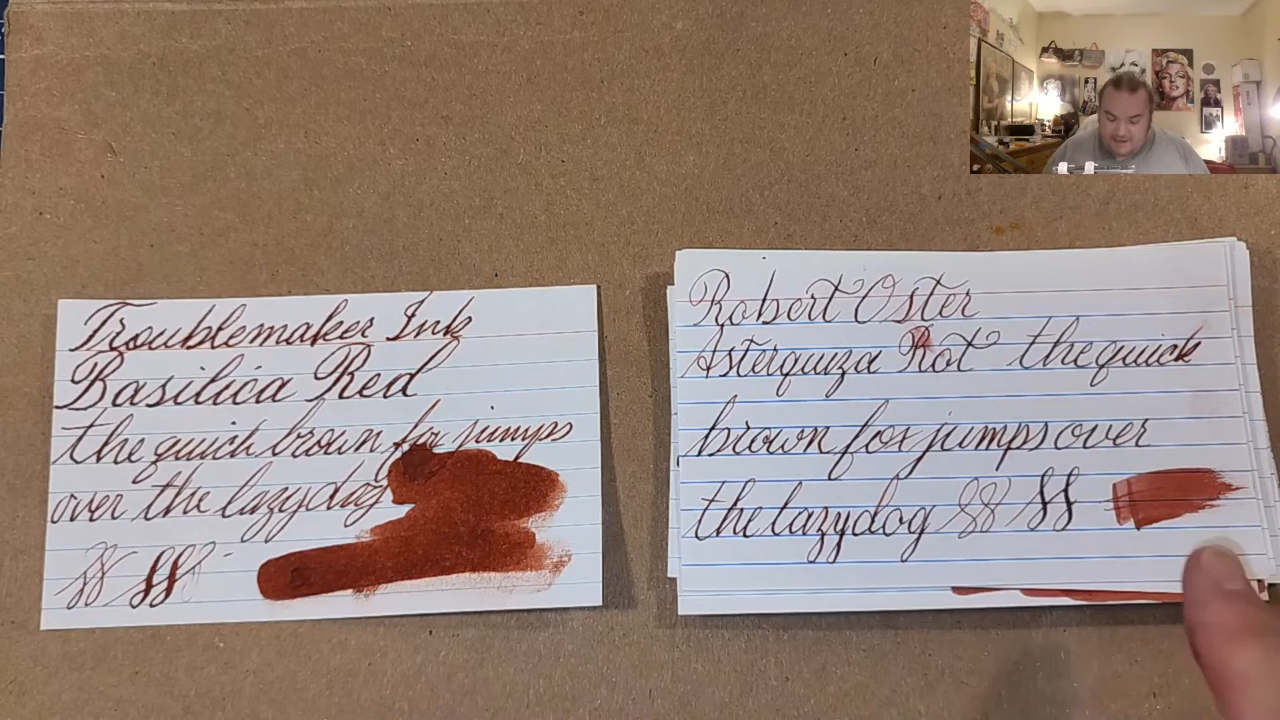 Troublemaker Ink
Basilica Red
the quick brown fox jumps
over the lazy dog
Robert Oster
Asterquiza Rot the quick
brown fox jumps over
the lazy dog